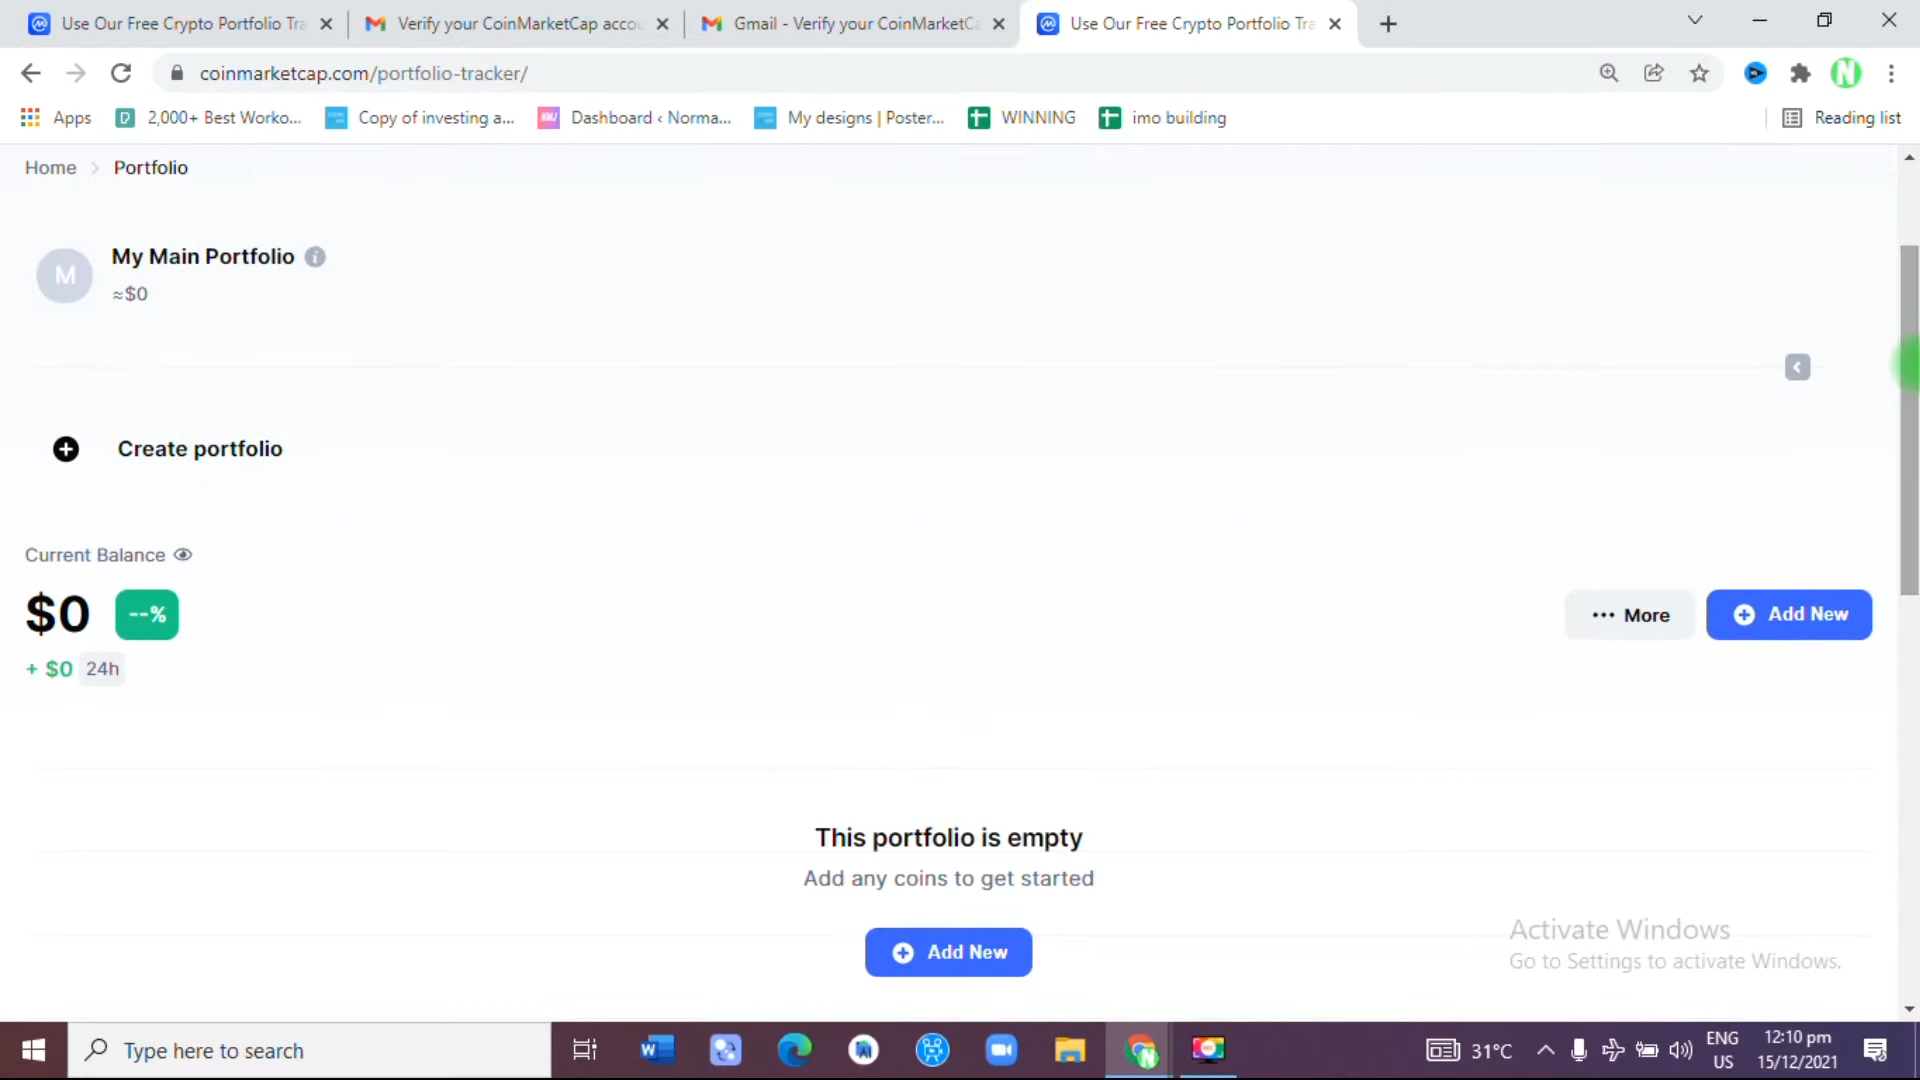 Use Our Free Crypto Portfolio Tra
Verify your CoinMarketCap accou
Gmail - Verify your CoinMarketCa
Use Our Free Crypto Portfolio Tra
coinmarketcap.com/portfolio-tracker/
N
Apps
2,000+ Best Worko...
Copy of investing a...
Dashboard ‹ Norma...
My designs | Poster...
WINNING
imo building
Reading list
Home
Portfolio
M
My Main Portfolio
≈$0
Create portfolio
Current Balance
$0
--%
••• More
Add New
+ $0
24h
This portfolio is empty
Add any coins to get started
Add New
Activate Windows
Go to Settings to activate Windows.
Type here to search
31°C
ENG
US
12:10 pm
15/12/2021